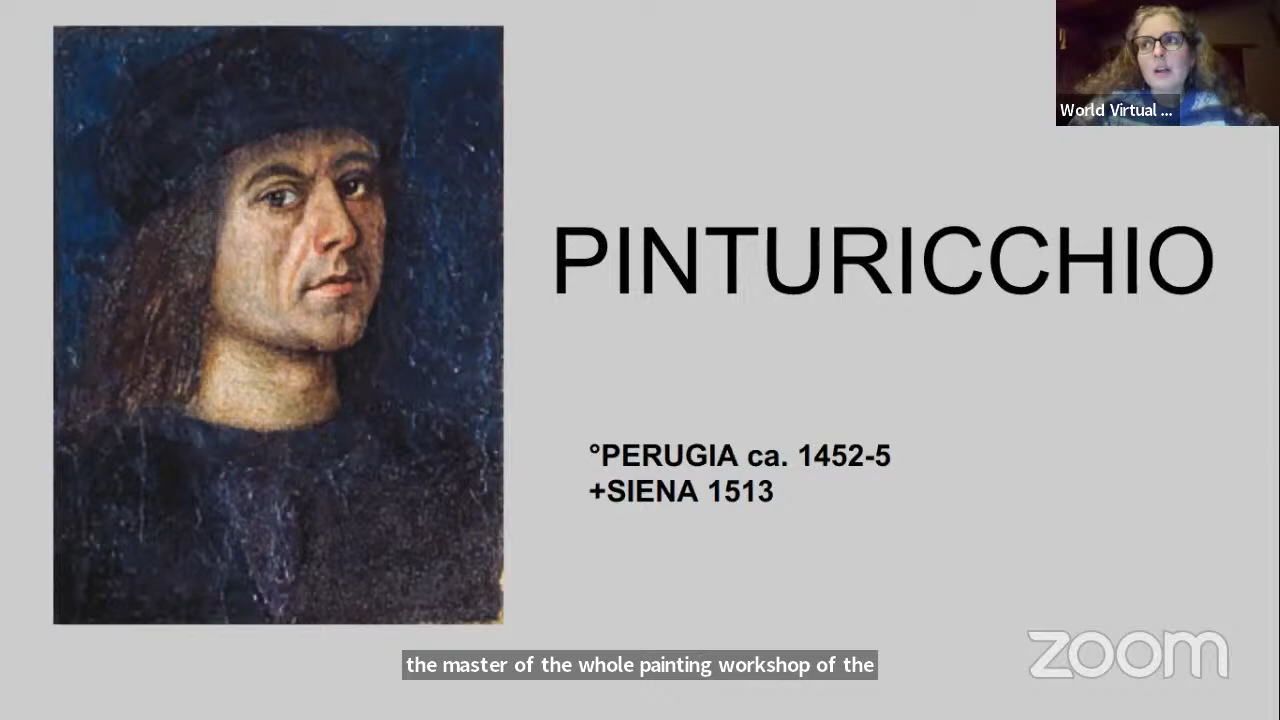 World Virtual ...
PINTURICCHIO
°PERUGIA ca. 1452-5
+SIENA 1513
the master of the whole painting workshop of the
zoom